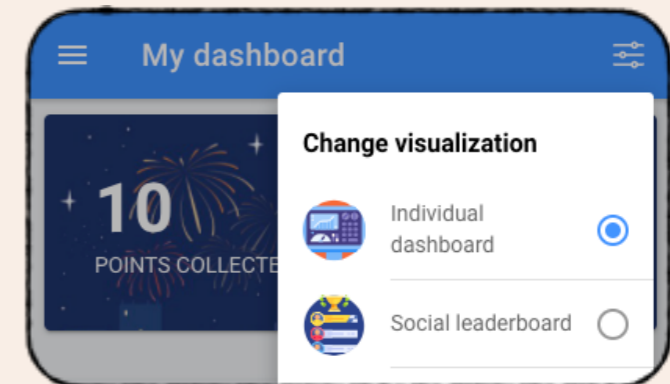 My dashboard
Change visualization
10
POINTS COLLECTE
Individual
dashboard
Social leaderboard